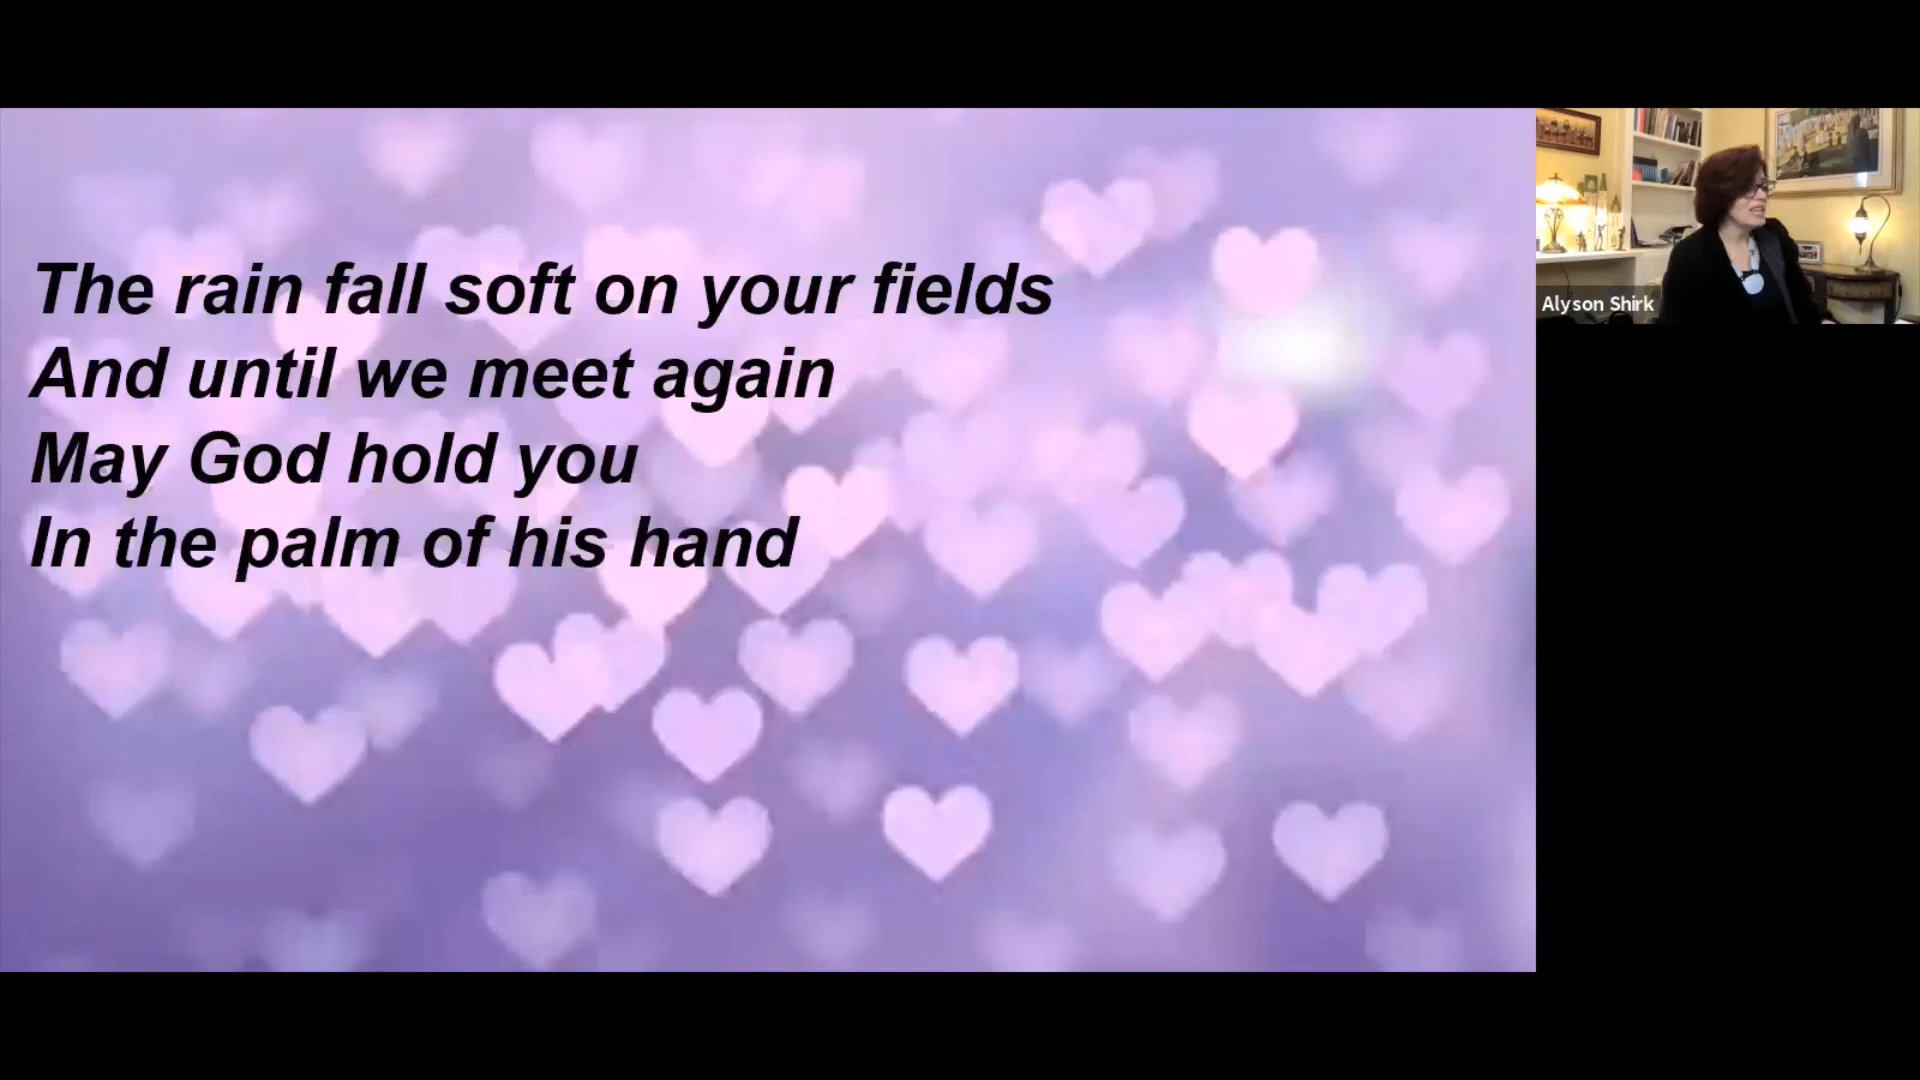 The rain fall soft on your fields
And until we meet again
May God hold you
In the palm of his hand
Alyson Shirk